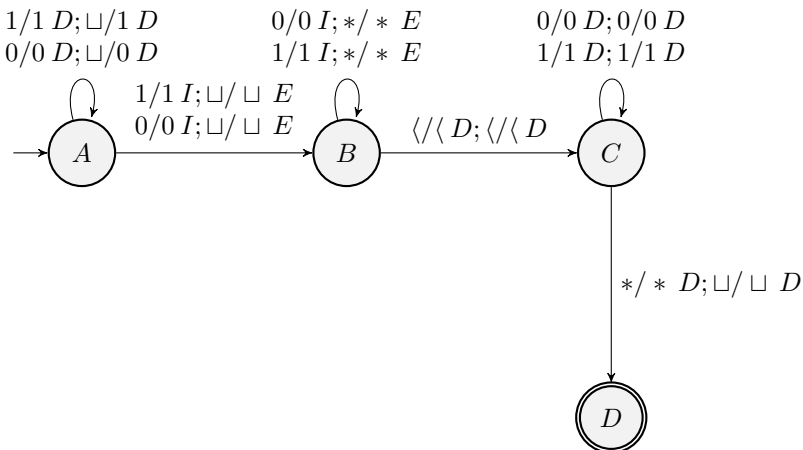 1/1 D;⊔/1 D
0/0 D;⊔/0 D
0/0 I;∗/∗ E
1/1 I;∗/∗ E
0/0 D;0/0 D
1/1 D;1/1 D
1/1 I;⊔/⊔ E
0/0 I;⊔/⊔ E
⟨/⟨ D;⟨/⟨ D
A
B
C
∗/∗ D;⊔/⊔ D
D